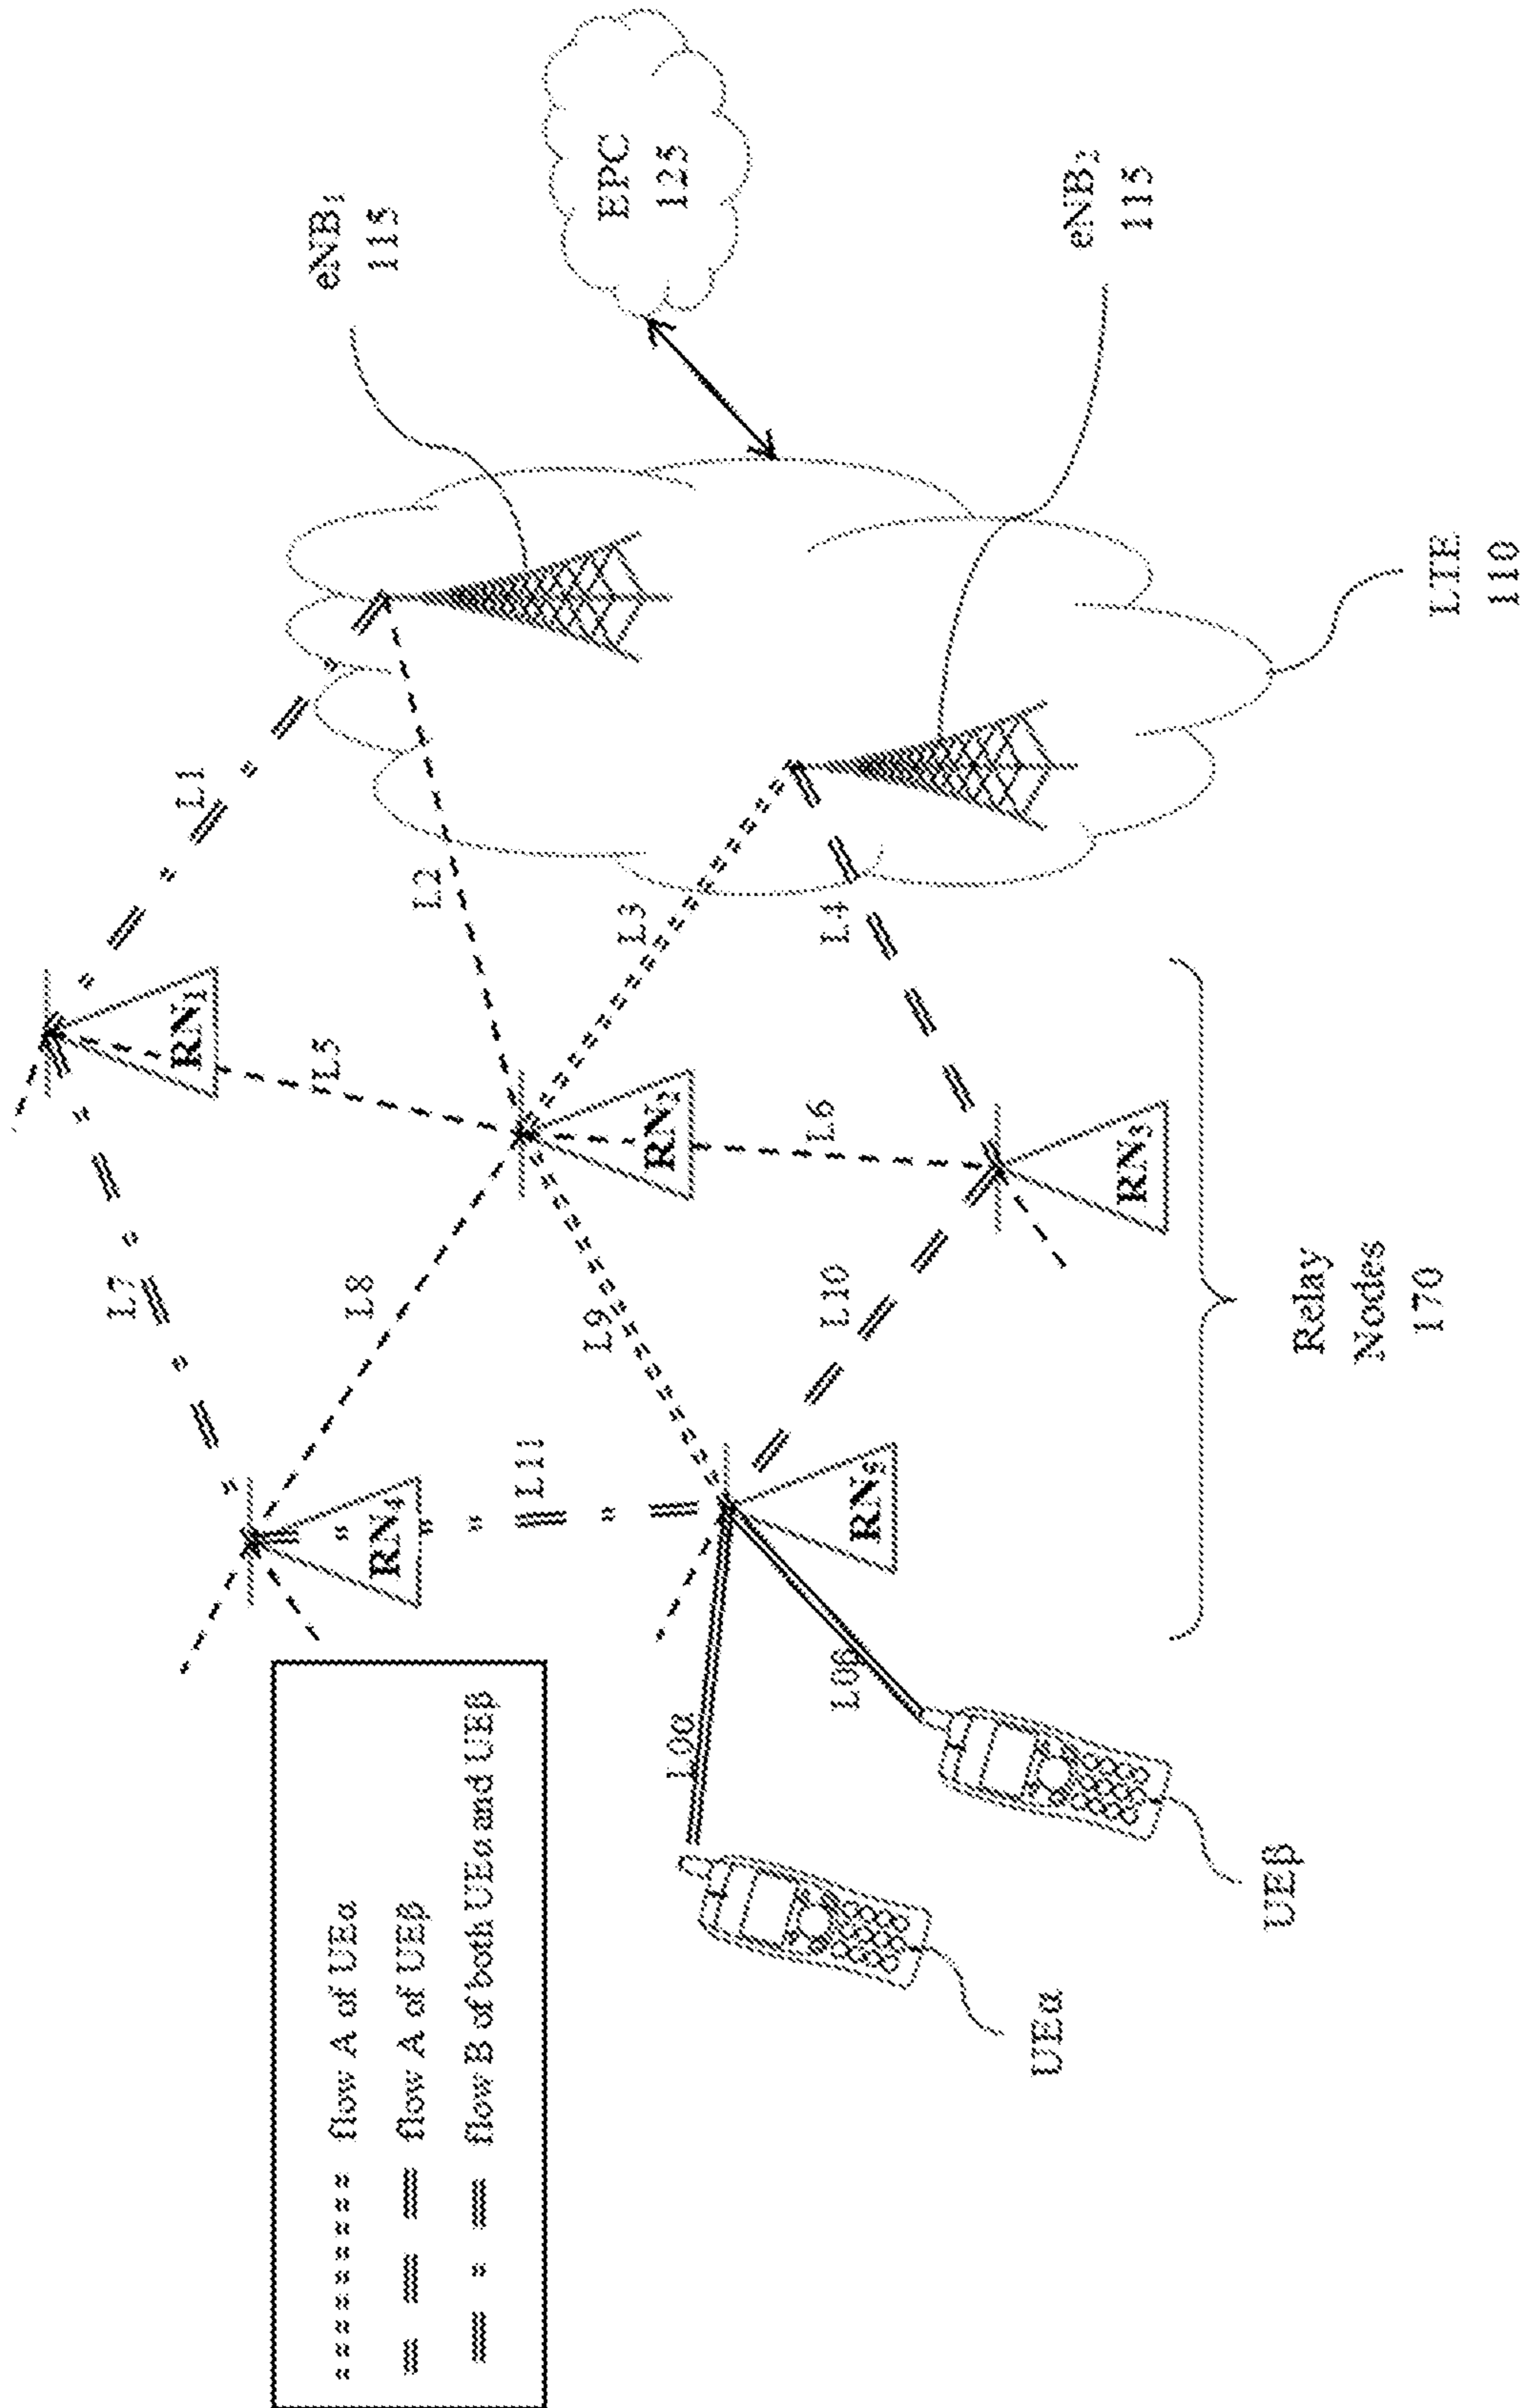 flow A of UEα
flow A of UEβ
flow B of both UEα and UEβ
L1
L2
L3
L4
L5
L6
L7
L8
L9
L10
L11
L0α
L0β
RN₁
RN₂
RN₃
RN₄
RN₅
eNB₁
115
EPC
125
eNB₂
115
LTE
110
Relay
Nodes
170
UEα
UEβ